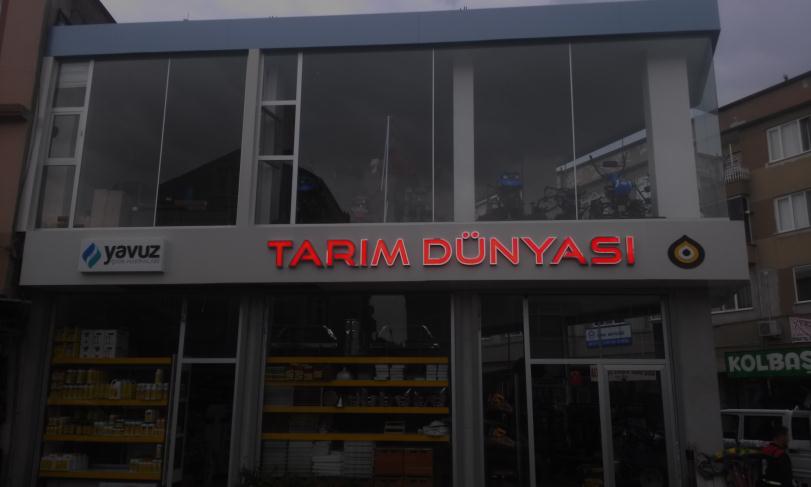 yavuz
TARIM DÜNYASI
KOLBAŞ